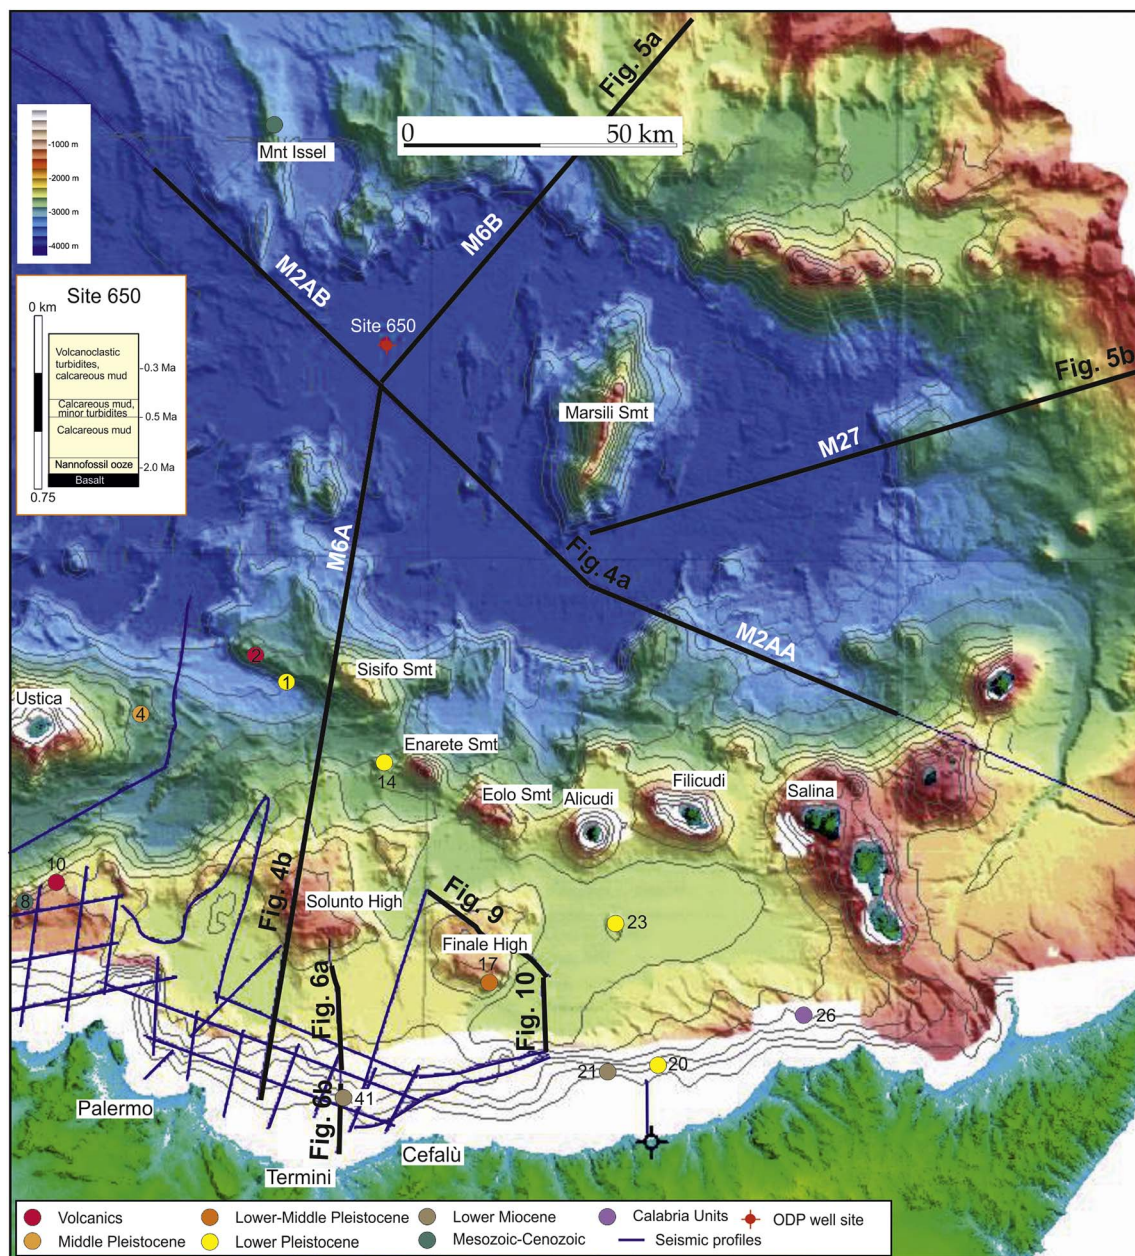 Fig. 5a
0 50 km
Mnt Issel
-1000 m
-2000 m
-3000 m
-4000 m
M6B
M2AB
Site 650
0 km
Volcanoclastic
turbidites,
calcareous mud
0.3 Ma
Calcareous mud,
minor turbidites
0.5 Ma
Calcareous mud
Nannofossil ooze
2.0 Ma
Basalt
0.75
Site 650
Fig. 5b
Marsili Smt
M27
M6A
Fig. 4a
M2AA
2
1
Sisifo Smt
Ustica
4
Enarete Smt
14
Eolo Smt
Alicudi
Filicudi
Salina
10
8
Fig. 4b
Solunto High
Fig. 9
Finale High
17
23
Fig. 6a
Fig. 10
26
21
20
41
Fig. 6b
Palermo
Cefalù
Termini
Volcanics
Lower-Middle Pleistocene
Lower Miocene
Calabria Units
ODP well site
Middle Pleistocene
Lower Pleistocene
Mesozoic-Cenozoic
Seismic profiles